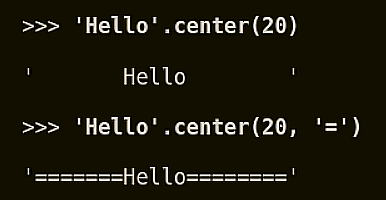 >>> 'Hello'.center(20)
'       Hello        '
>>> 'Hello'.center(20, '=')
'=======Hello========'